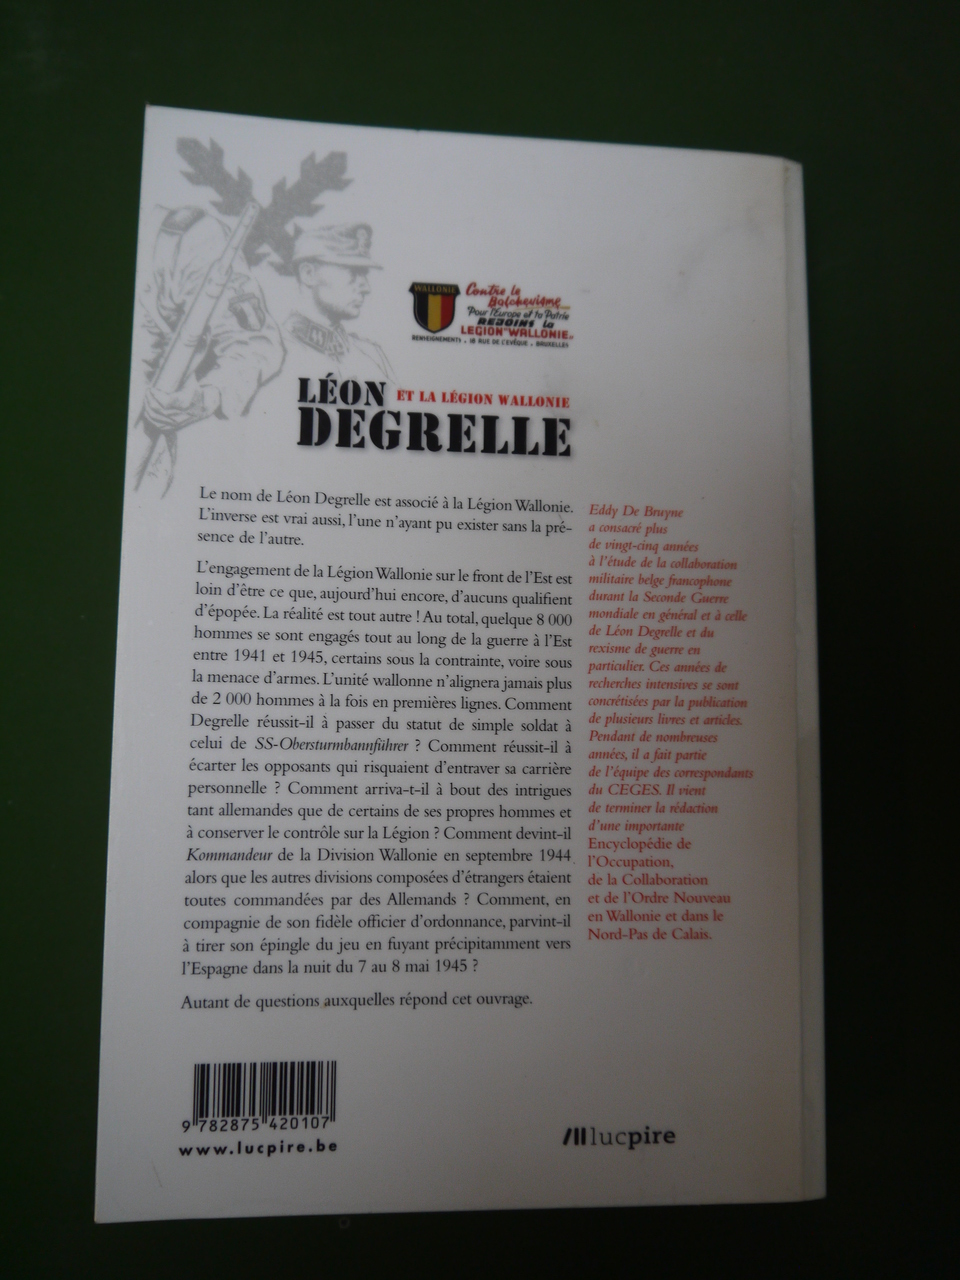 WALLONIE
Contre le
Bolchevisme
Pour l'Europe et ta Patrie
REJOINS la
LEGION "WALLONIE"
RENSEIGNEMENTS . 18 RUE DE L'EVÊQUE . BRUXELLES
LÉON ET LA LÉGION WALLONIE
DEGRELLE
Le nom de Léon Degrelle est associé à la Légion Wallonie.
L'inverse est vrai aussi, l'une n'ayant pu exister sans la pré-
sence de l'autre.
L'engagement de la Légion Wallonie sur le front de l'Est est
loin d'être ce que, aujourd'hui encore, d'aucuns qualifient
d'épopée. La réalité est tout autre ! Au total, quelque 8 000
hommes se sont engagés tout au long de la guerre à l'Est
entre 1941 et 1945, certains sous la contrainte, voire sous
la menace d'armes. L'unité wallonne n'alignera jamais plus
de 2 000 hommes à la fois en premières lignes. Comment
Degrelle réussit-il à passer du statut de simple soldat à
celui de SS-Obersturmbannführer ? Comment réussit-il à
écarter les opposants qui risquaient d'entraver sa carrière
personnelle ? Comment arriva-t-il à bout des intrigues
tant allemandes que de certains de ses propres hommes et
à conserver le contrôle sur la Légion ? Comment devint-il
Kommandeur de la Division Wallonie en septembre 1944
alors que les autres divisions composées d'étrangers étaient
toutes commandées par des Allemands ? Comment, en
compagnie de son fidèle officier d'ordonnance, parvint-il
à tirer son épingle du jeu en fuyant précipitamment vers
l'Espagne dans la nuit du 7 au 8 mai 1945 ?
Autant de questions auxquelles répond cet ouvrage.
Eddy De Bruyne
a consacré plus
de vingt-cinq années
à l'étude de la collaboration
militaire belge francophone
durant la Seconde Guerre
mondiale en général et à celle
de Léon Degrelle et du
rexisme de guerre en
particulier. Ces années de
recherches intensives se sont
concrétisées par la publication
de plusieurs livres et articles.
Pendant de nombreuses
années, il a fait partie
de l'équipe des correspondants
du CEGES. Il vient
de terminer la rédaction
d'une importante
Encyclopédie de
l'Occupation,
de la Collaboration
et de l'Ordre Nouveau
en Wallonie et dans le
Nord-Pas de Calais.
9 782875 420107
www.lucpire.be
lucpire